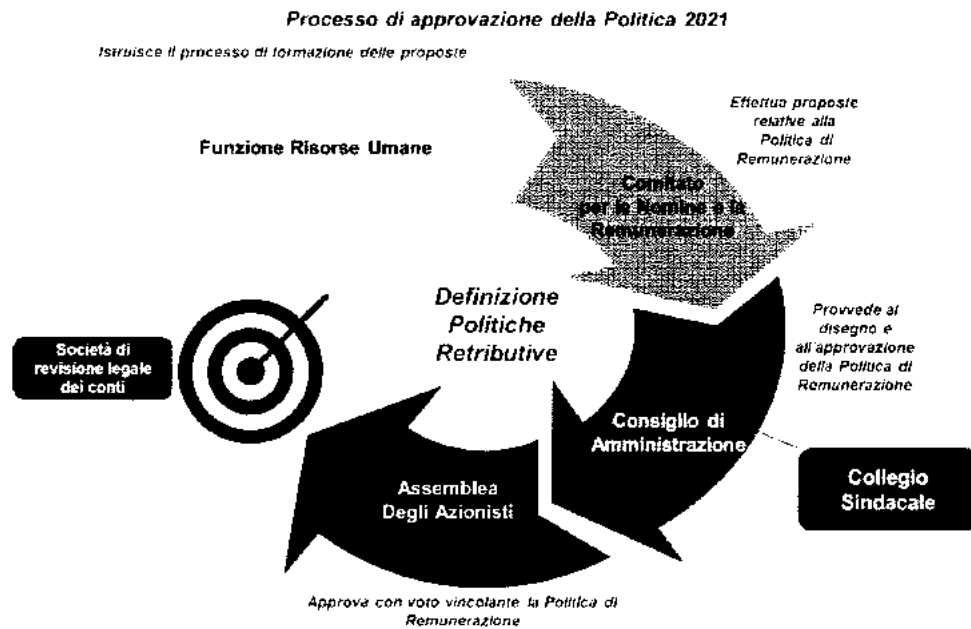 Processo di approvazione della Politica 2021
Istruisce il processo di formazione delle proposte
Effettua proposte
relative alla
Politica di
Remunerazione
Funzione Risorse Umane
Comitato
per le Nomine e la
Remunerazione
Definizione
Politiche
Retributive
Provvede al
disegno e
all'approvazione
della Politica di
Remunerazione
Società di
revisione legale
dei conti
Consiglio di
Amministrazione
Collegio
Sindacale
Assemblea
Degli Azionisti
Approva con voto vincolante la Politica di
Remunerazione